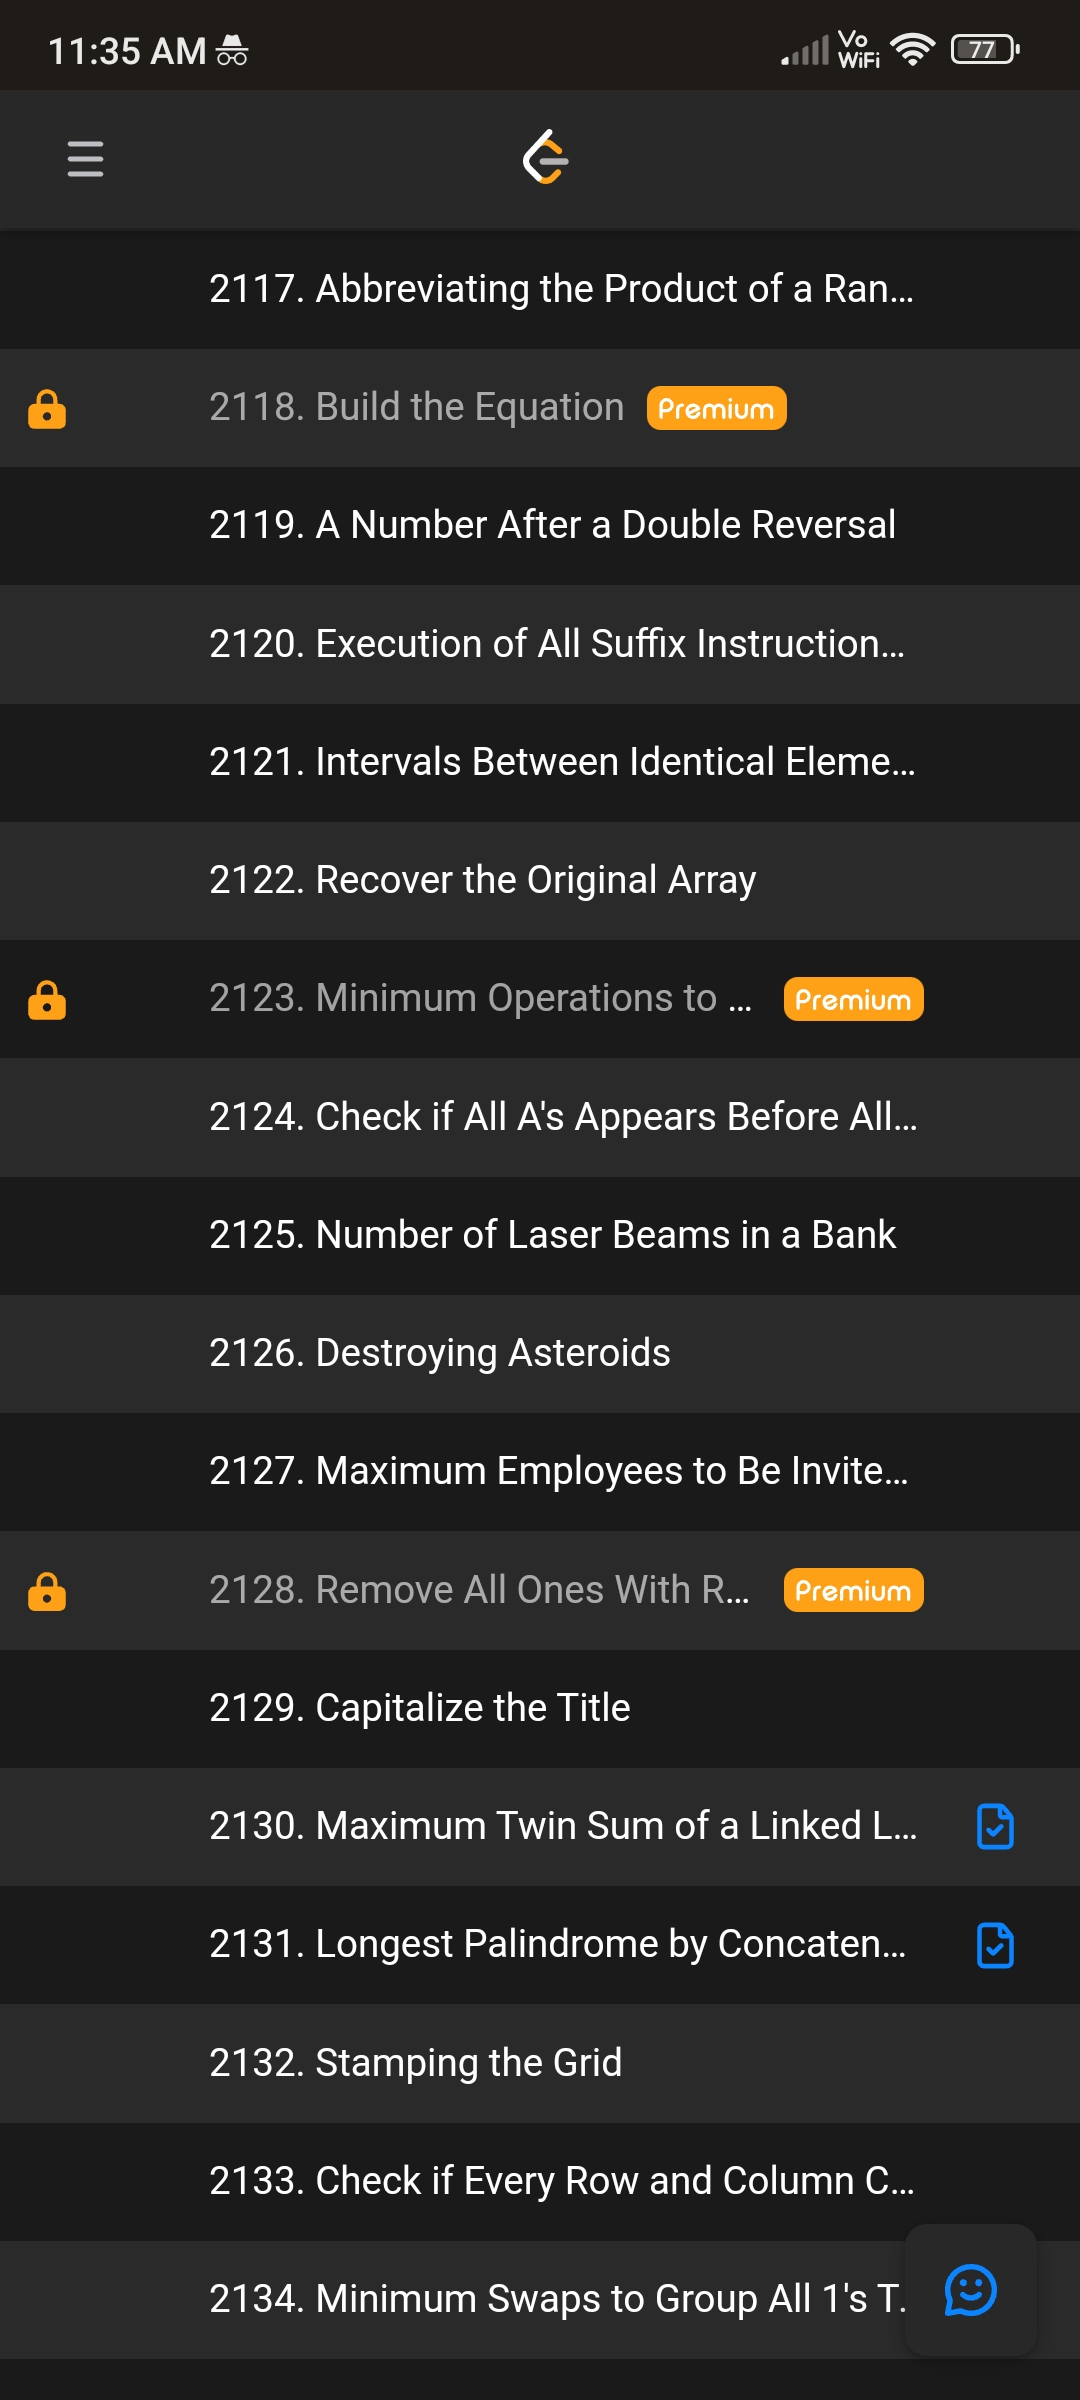 11:35 AM
Vo
WiFi
77
2117. Abbreviating the Product of a Ran...
2118. Build the Equation Premium
2119. A Number After a Double Reversal
2120. Execution of All Suffix Instruction...
2121. Intervals Between Identical Eleme...
2122. Recover the Original Array
2123. Minimum Operations to ... Premium
2124. Check if All A's Appears Before All...
2125. Number of Laser Beams in a Bank
2126. Destroying Asteroids
2127. Maximum Employees to Be Invite...
2128. Remove All Ones With R... Premium
2129. Capitalize the Title
2130. Maximum Twin Sum of a Linked L...
2131. Longest Palindrome by Concaten...
2132. Stamping the Grid
2133. Check if Every Row and Column C...
2134. Minimum Swaps to Group All 1's T.